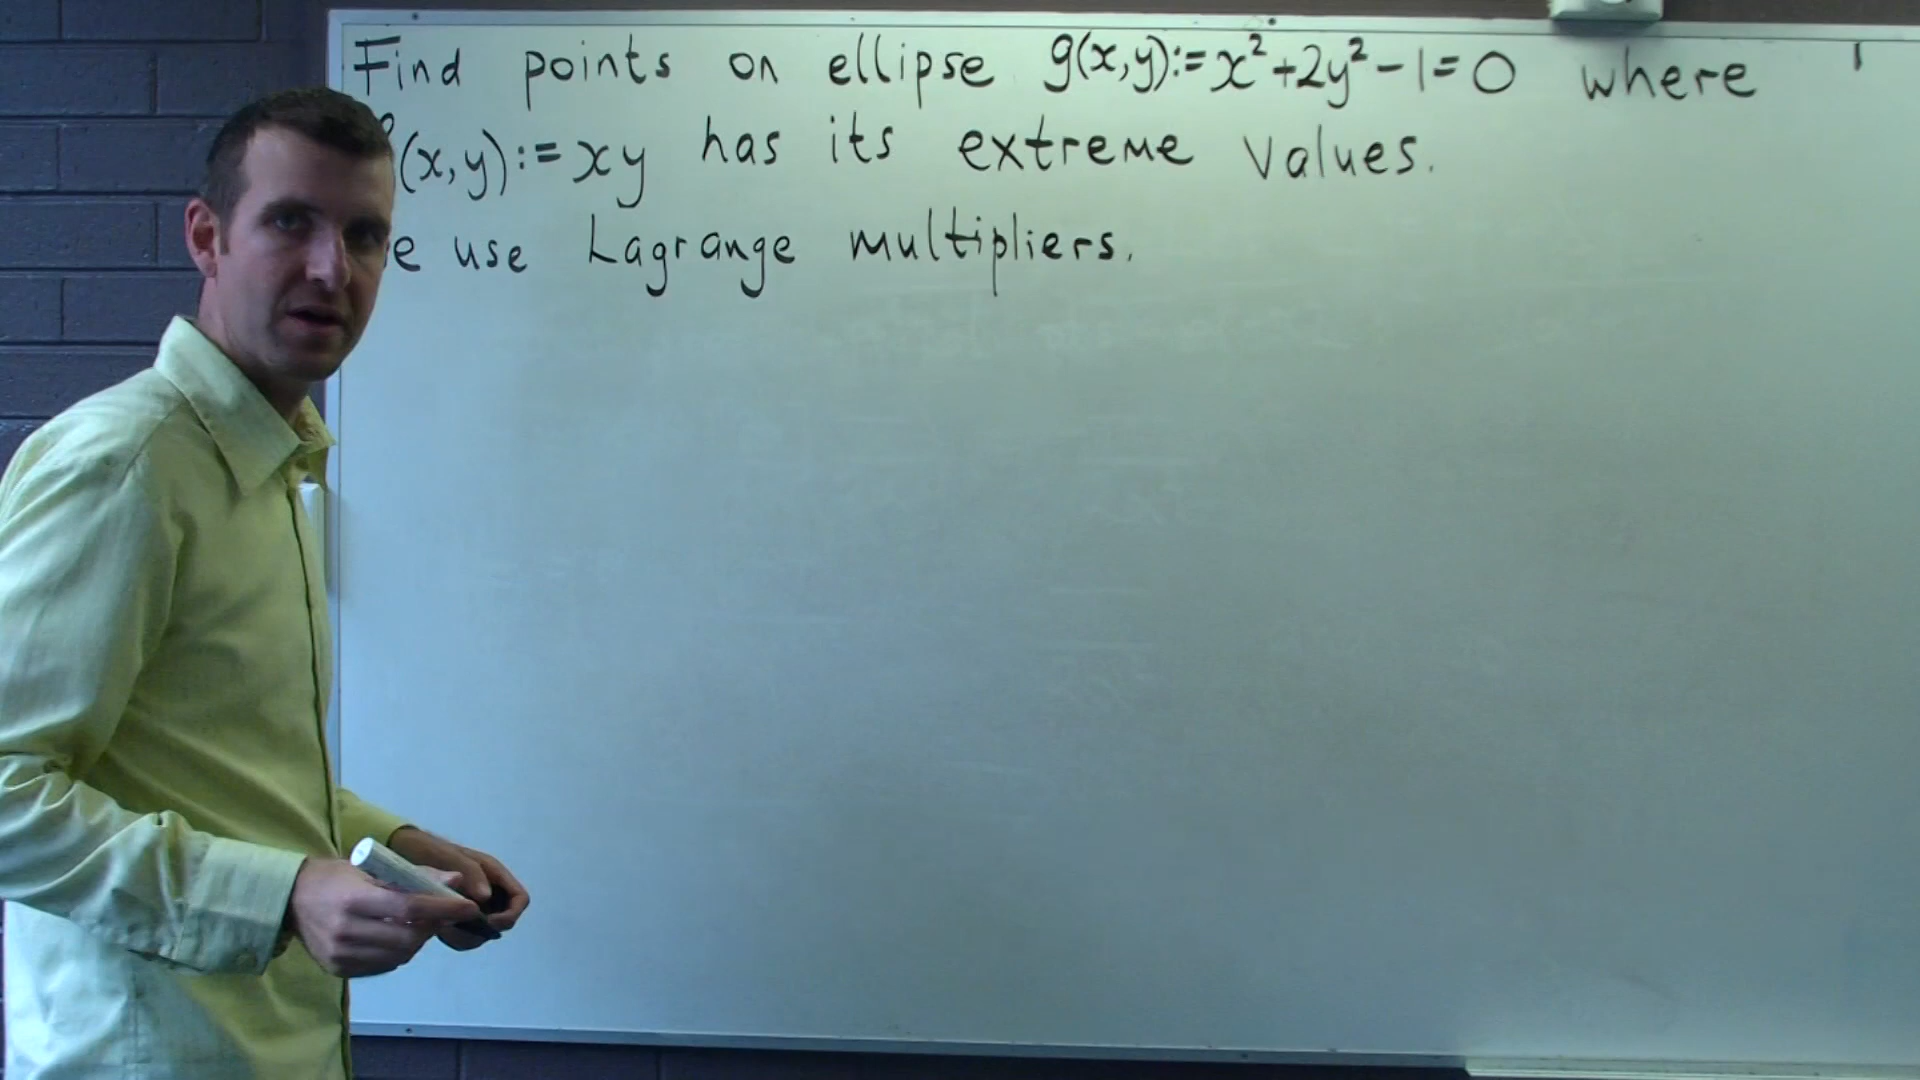 Find points on ellipse g(x,y):=x²+2y²-1=0 where
(x,y):=xy has its extreme values.
e use Lagrange multipliers.